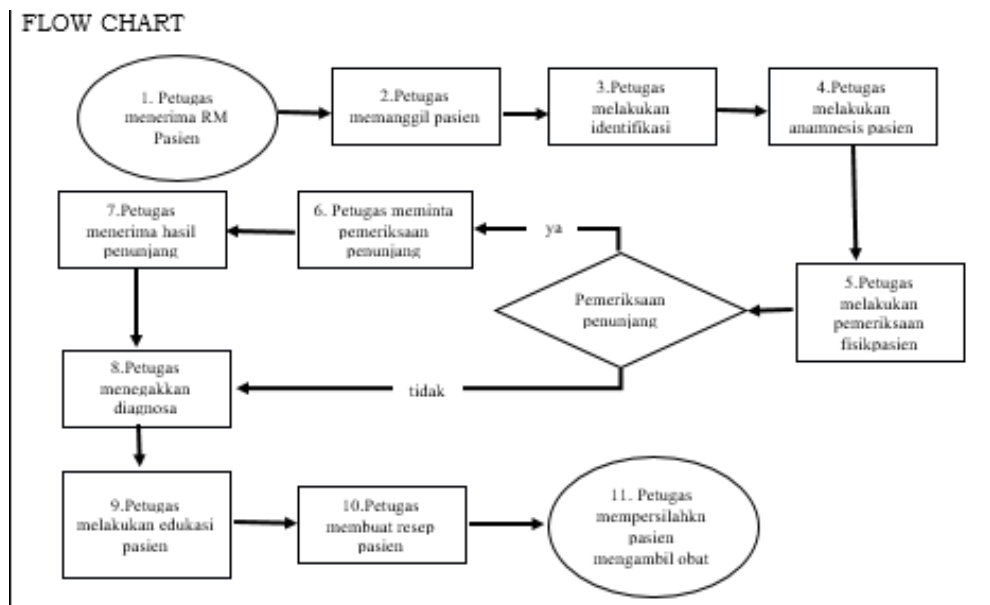 FLOW CHART
1. Petugas
menerima RM
Pasien
2.Petugas
memanggil pasien
3.Petugas
melakukan
identifikasi
4.Petugas
melakukan
anamnesis pasien
5.Petugas
melakukan
pemeriksaan
fisikpasien
Pemeriksaan
penunjang
ya
6. Petugas meminta
pemeriksaan
penunjang
7.Petugas
menerima hasil
penunjang
tidak
8.Petugas
menegakkan
diagnosa
9.Petugas
melakukan edukasi
pasien
10.Petugas
membuat resep
pasien
11. Petugas
mempersilahkn
pasien
mengambil obat